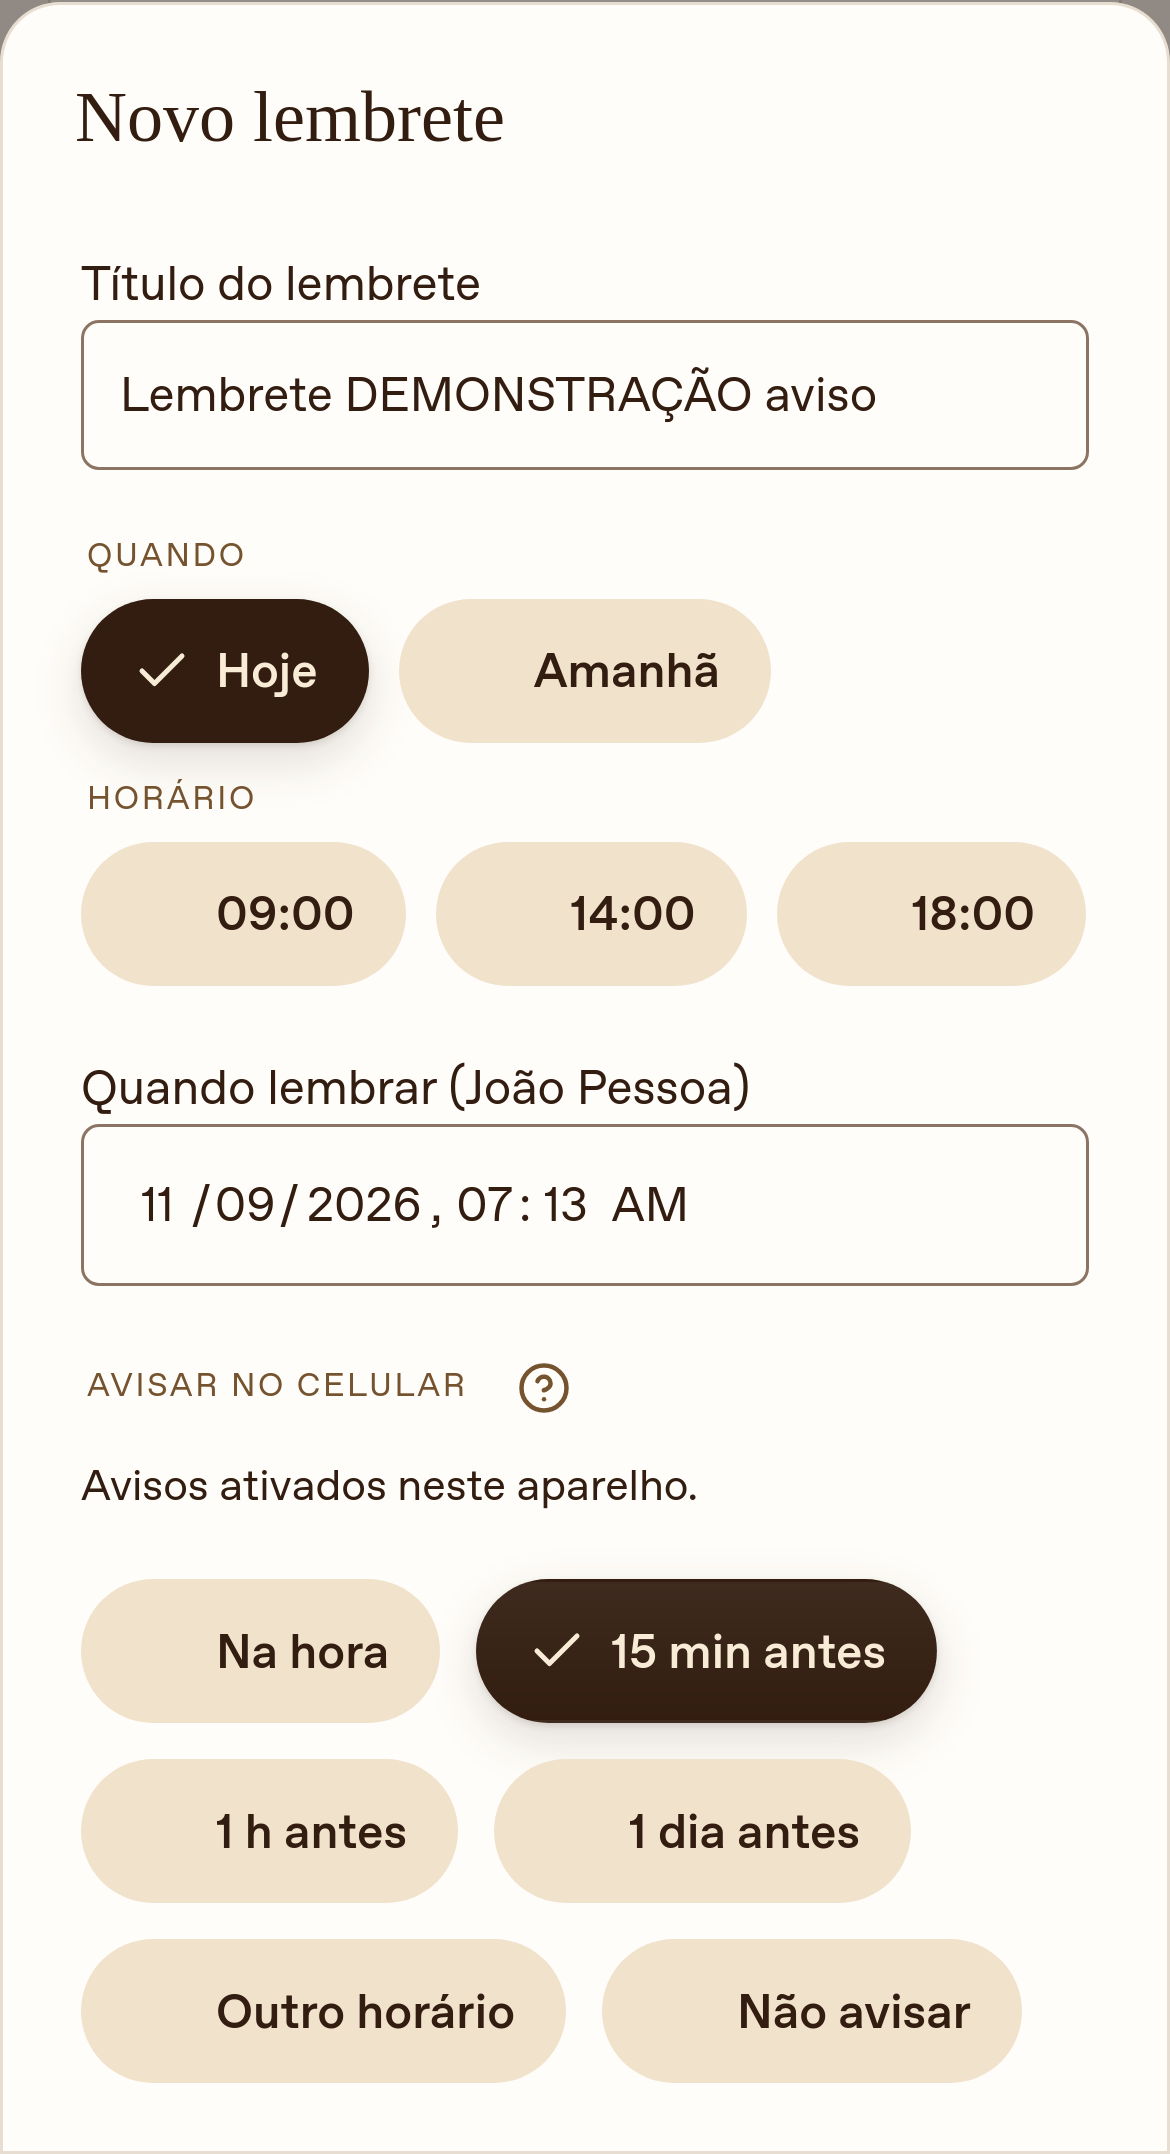 Novo lembrete
Título do lembrete
Lembrete DEMONSTRAÇÃO aviso
QUANDO
Hoje Amanhã
HORÁRIO
09:00 14:00 18:00
Quando lembrar (João Pessoa)
11/09/2026, 07:13 AM
AVISAR NO CELULAR ?
Avisos ativados neste aparelho.
Na hora 15 min antes
1 h antes 1 dia antes
Outro horário Não avisar